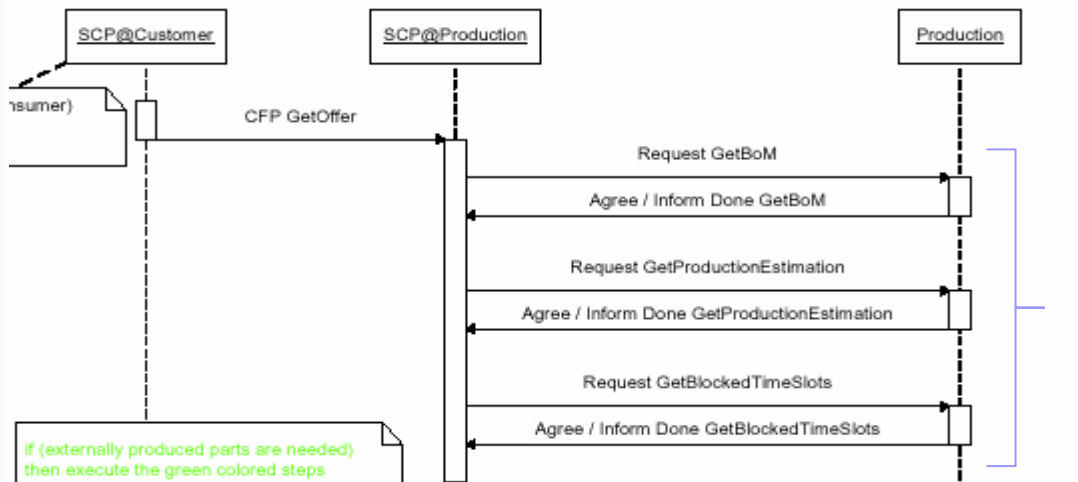 SCP@Customer
SCP@Production
Production
nsumer)
CFP GetOffer
Request GetBoM
Agree / Inform Done GetBoM
Request GetProductionEstimation
Agree / Inform Done GetProductionEstimation
Request GetBlockedTimeSlots
Agree / Inform Done GetBlockedTimeSlots
if (externally produced parts are needed)
then execute the green colored steps